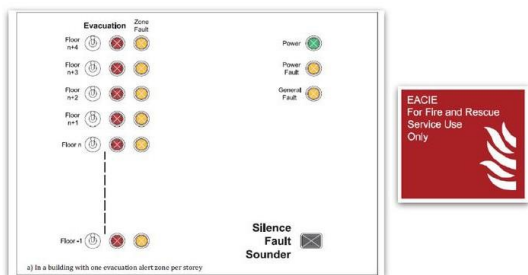 Evacuation
Zone
Fault
Floor
n+4
Floor
n+3
Floor
n+2
Floor
n+1
Floor n
Floor +1
Power
Power
Fault
General
Fault
Silence
Fault
Sounder
a) In a building with one evacuation alert zone per storey
EACIE
For Fire and Rescue
Service Use
Only